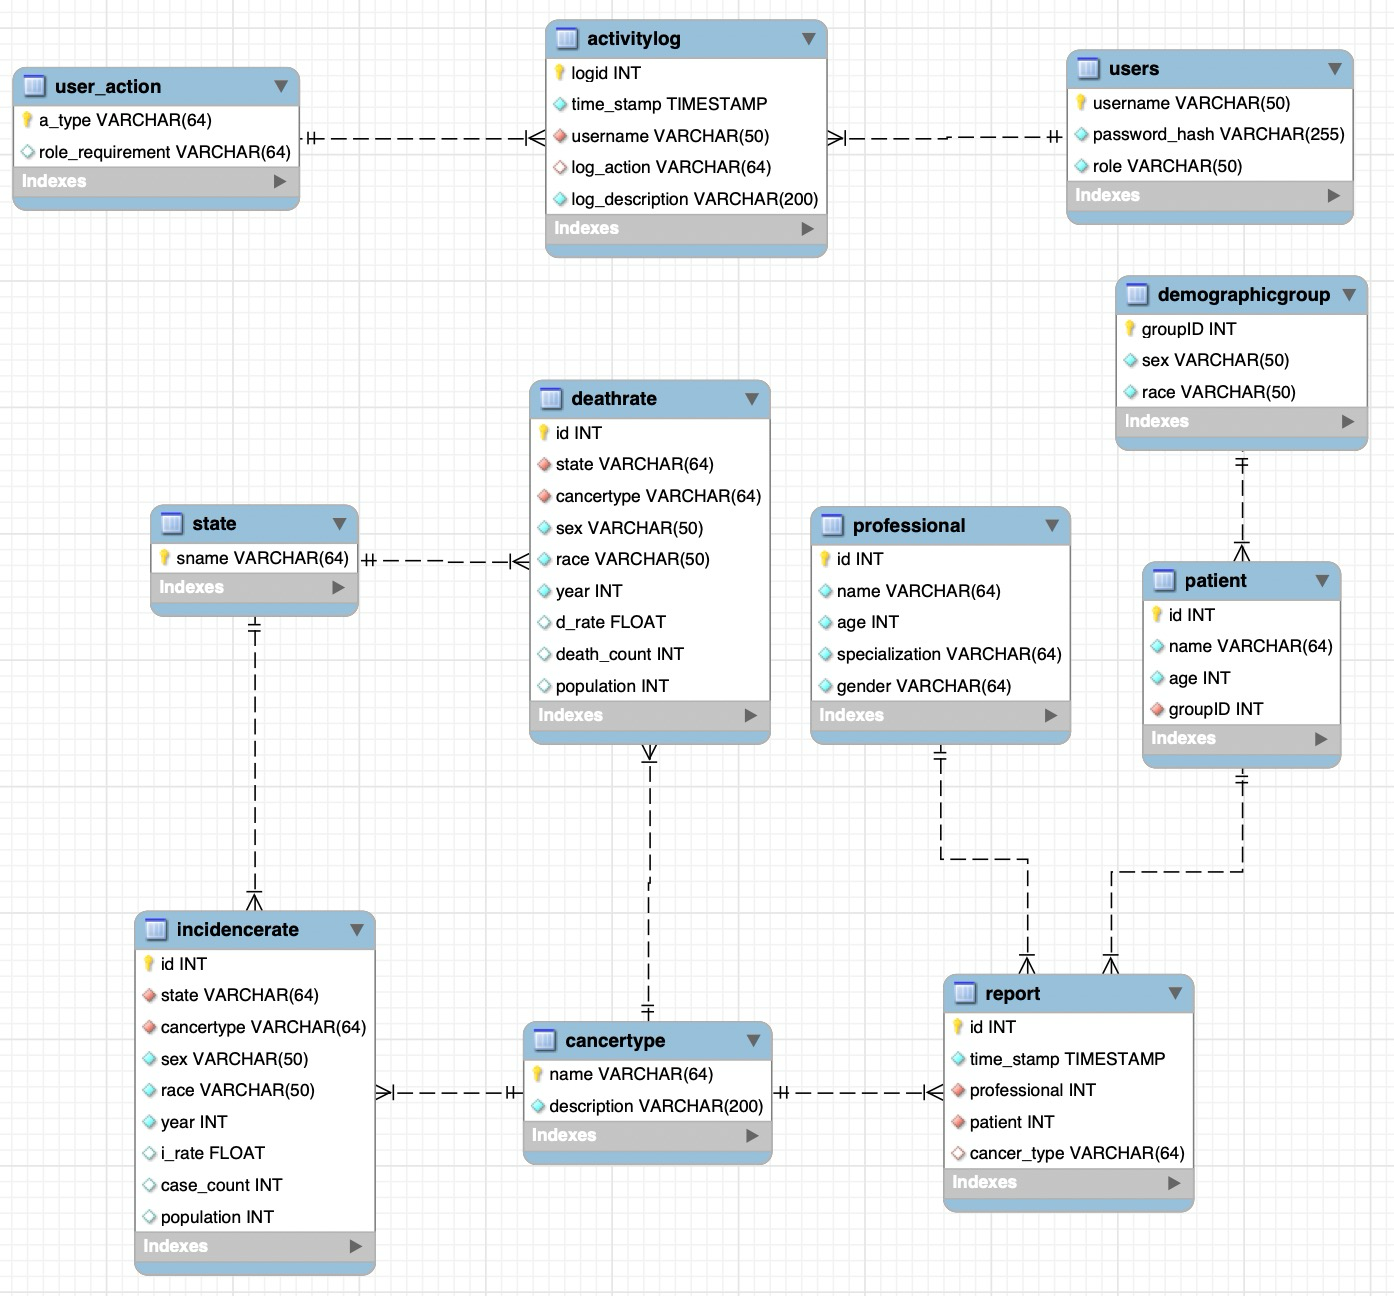 user_action
a_type VARCHAR(64)
role_requirement VARCHAR(64)
Indexes
activitylog
logid INT
time_stamp TIMESTAMP
username VARCHAR(50)
log_action VARCHAR(64)
log_description VARCHAR(200)
Indexes
users
username VARCHAR(50)
password_hash VARCHAR(255)
role VARCHAR(50)
Indexes
demographicgroup
groupID INT
sex VARCHAR(50)
race VARCHAR(50)
Indexes
deathrate
id INT
state VARCHAR(64)
cancertype VARCHAR(64)
sex VARCHAR(50)
race VARCHAR(50)
year INT
d_rate FLOAT
death_count INT
population INT
Indexes
state
sname VARCHAR(64)
Indexes
professional
id INT
name VARCHAR(64)
age INT
specialization VARCHAR(64)
gender VARCHAR(64)
Indexes
patient
id INT
name VARCHAR(64)
age INT
groupID INT
Indexes
incidencerate
id INT
state VARCHAR(64)
cancertype VARCHAR(64)
sex VARCHAR(50)
race VARCHAR(50)
year INT
i_rate FLOAT
case_count INT
population INT
Indexes
cancertype
name VARCHAR(64)
description VARCHAR(200)
Indexes
report
id INT
time_stamp TIMESTAMP
professional INT
patient INT
cancer_type VARCHAR(64)
Indexes